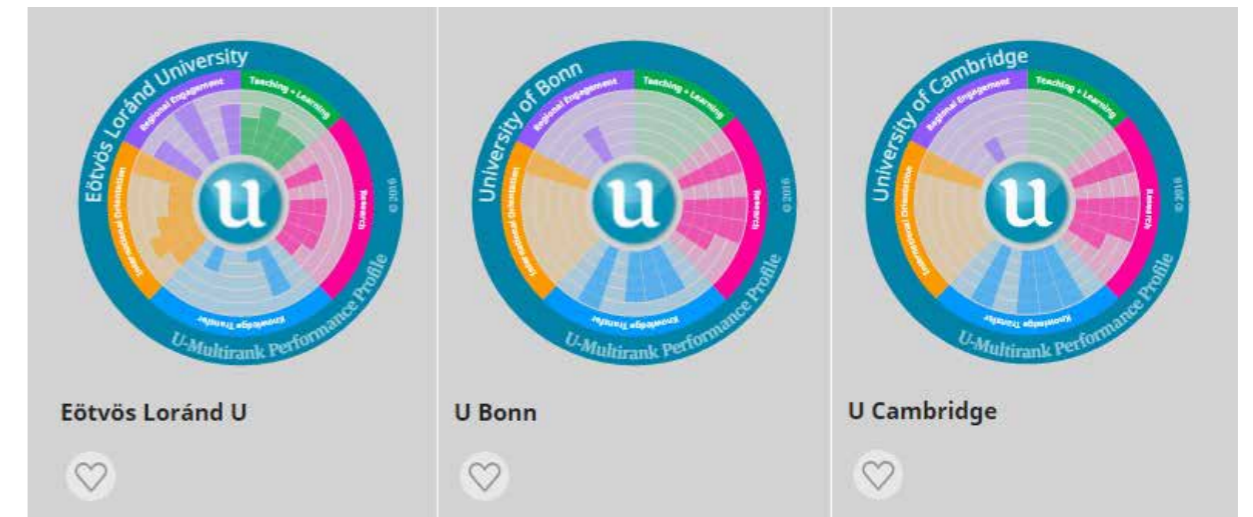 Eötvös Loránd University
Regional Engagement
Teaching + Learning
Research
Knowledge Transfer
International Orientation
u
© 2016
U-Multirank Performance Profile
Eötvös Loránd U
University of Bonn
Regional Engagement
Teaching + Learning
Research
Knowledge Transfer
International Orientation
u
© 2016
U-Multirank Performance Profile
U Bonn
University of Cambridge
Regional Engagement
Teaching + Learning
Research
Knowledge Transfer
International Orientation
u
© 2016
U-Multirank Performance Profile
U Cambridge